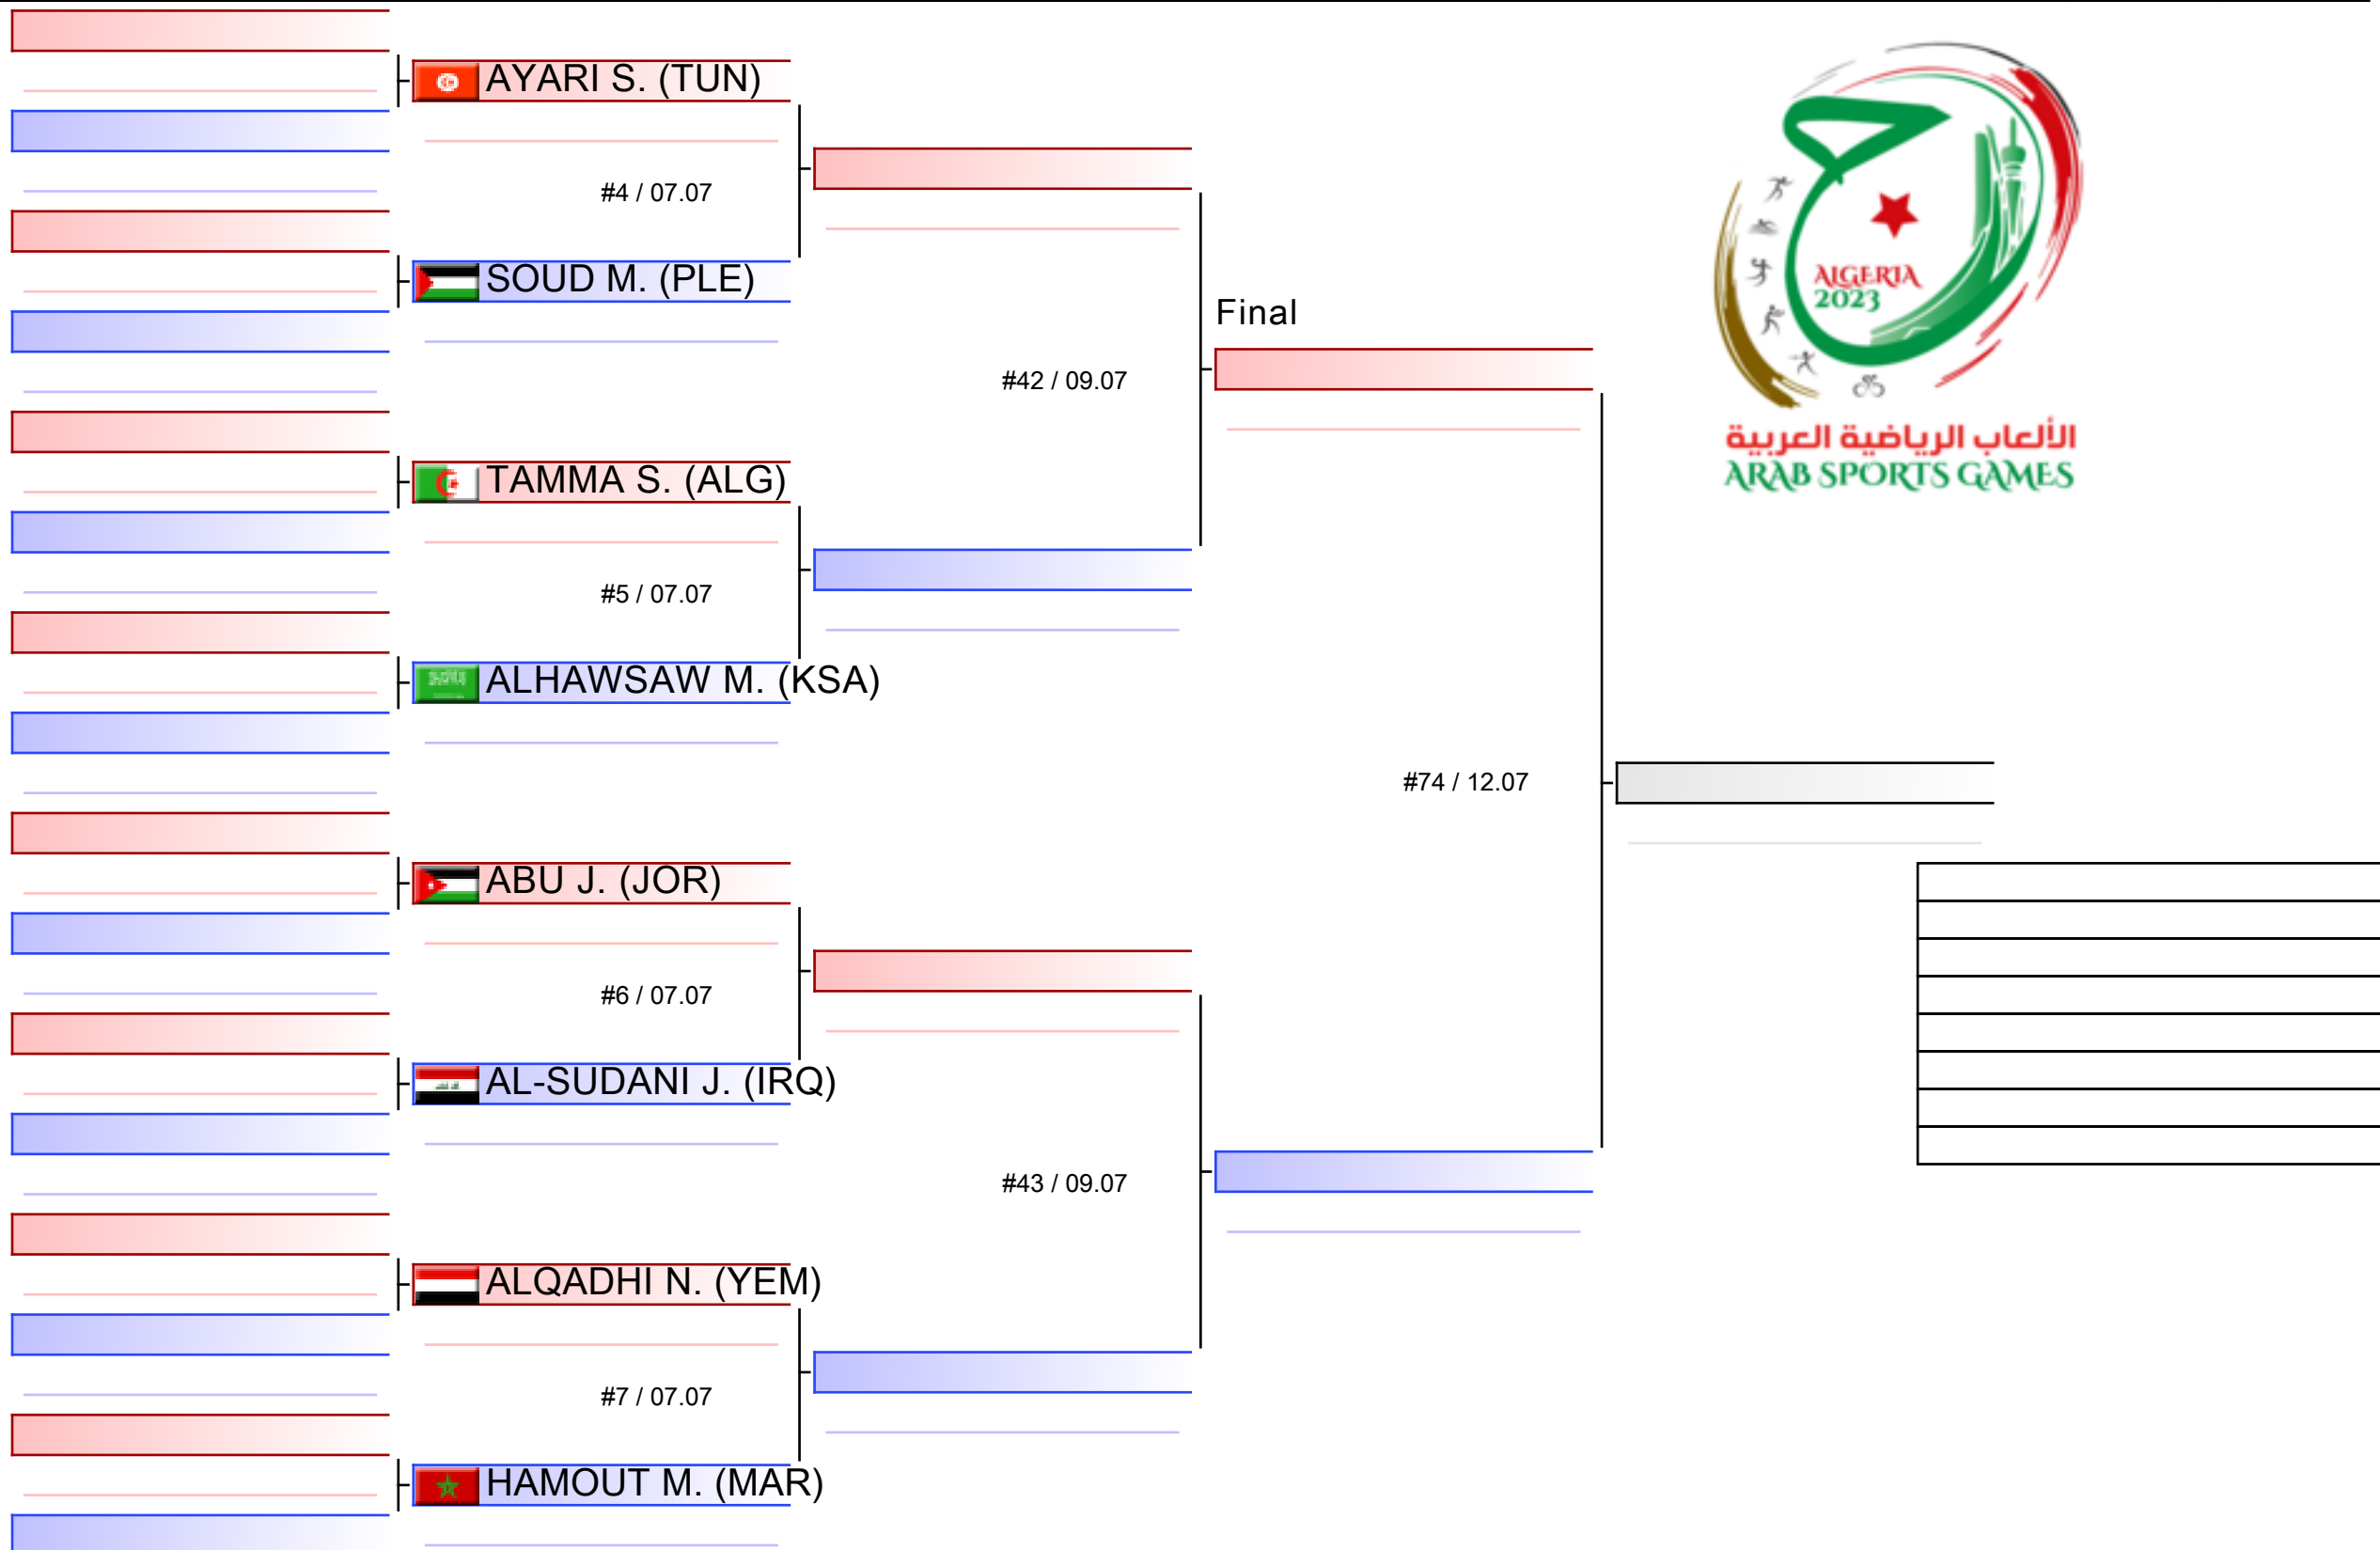 AYARI S. (TUN)
#4 / 07.07
SOUD M. (PLE)
Final
#42 / 09.07
TAMMA S. (ALG)
#5 / 07.07
ALHAWSAW M. (KSA)
#74 / 12.07
ABU J. (JOR)
#6 / 07.07
AL-SUDANI J. (IRQ)
#43 / 09.07
ALQADHI N. (YEM)
#7 / 07.07
HAMOUT M. (MAR)
ALGERIA
2023
الألعاب الرياضية العربية
ARAB SPORTS GAMES